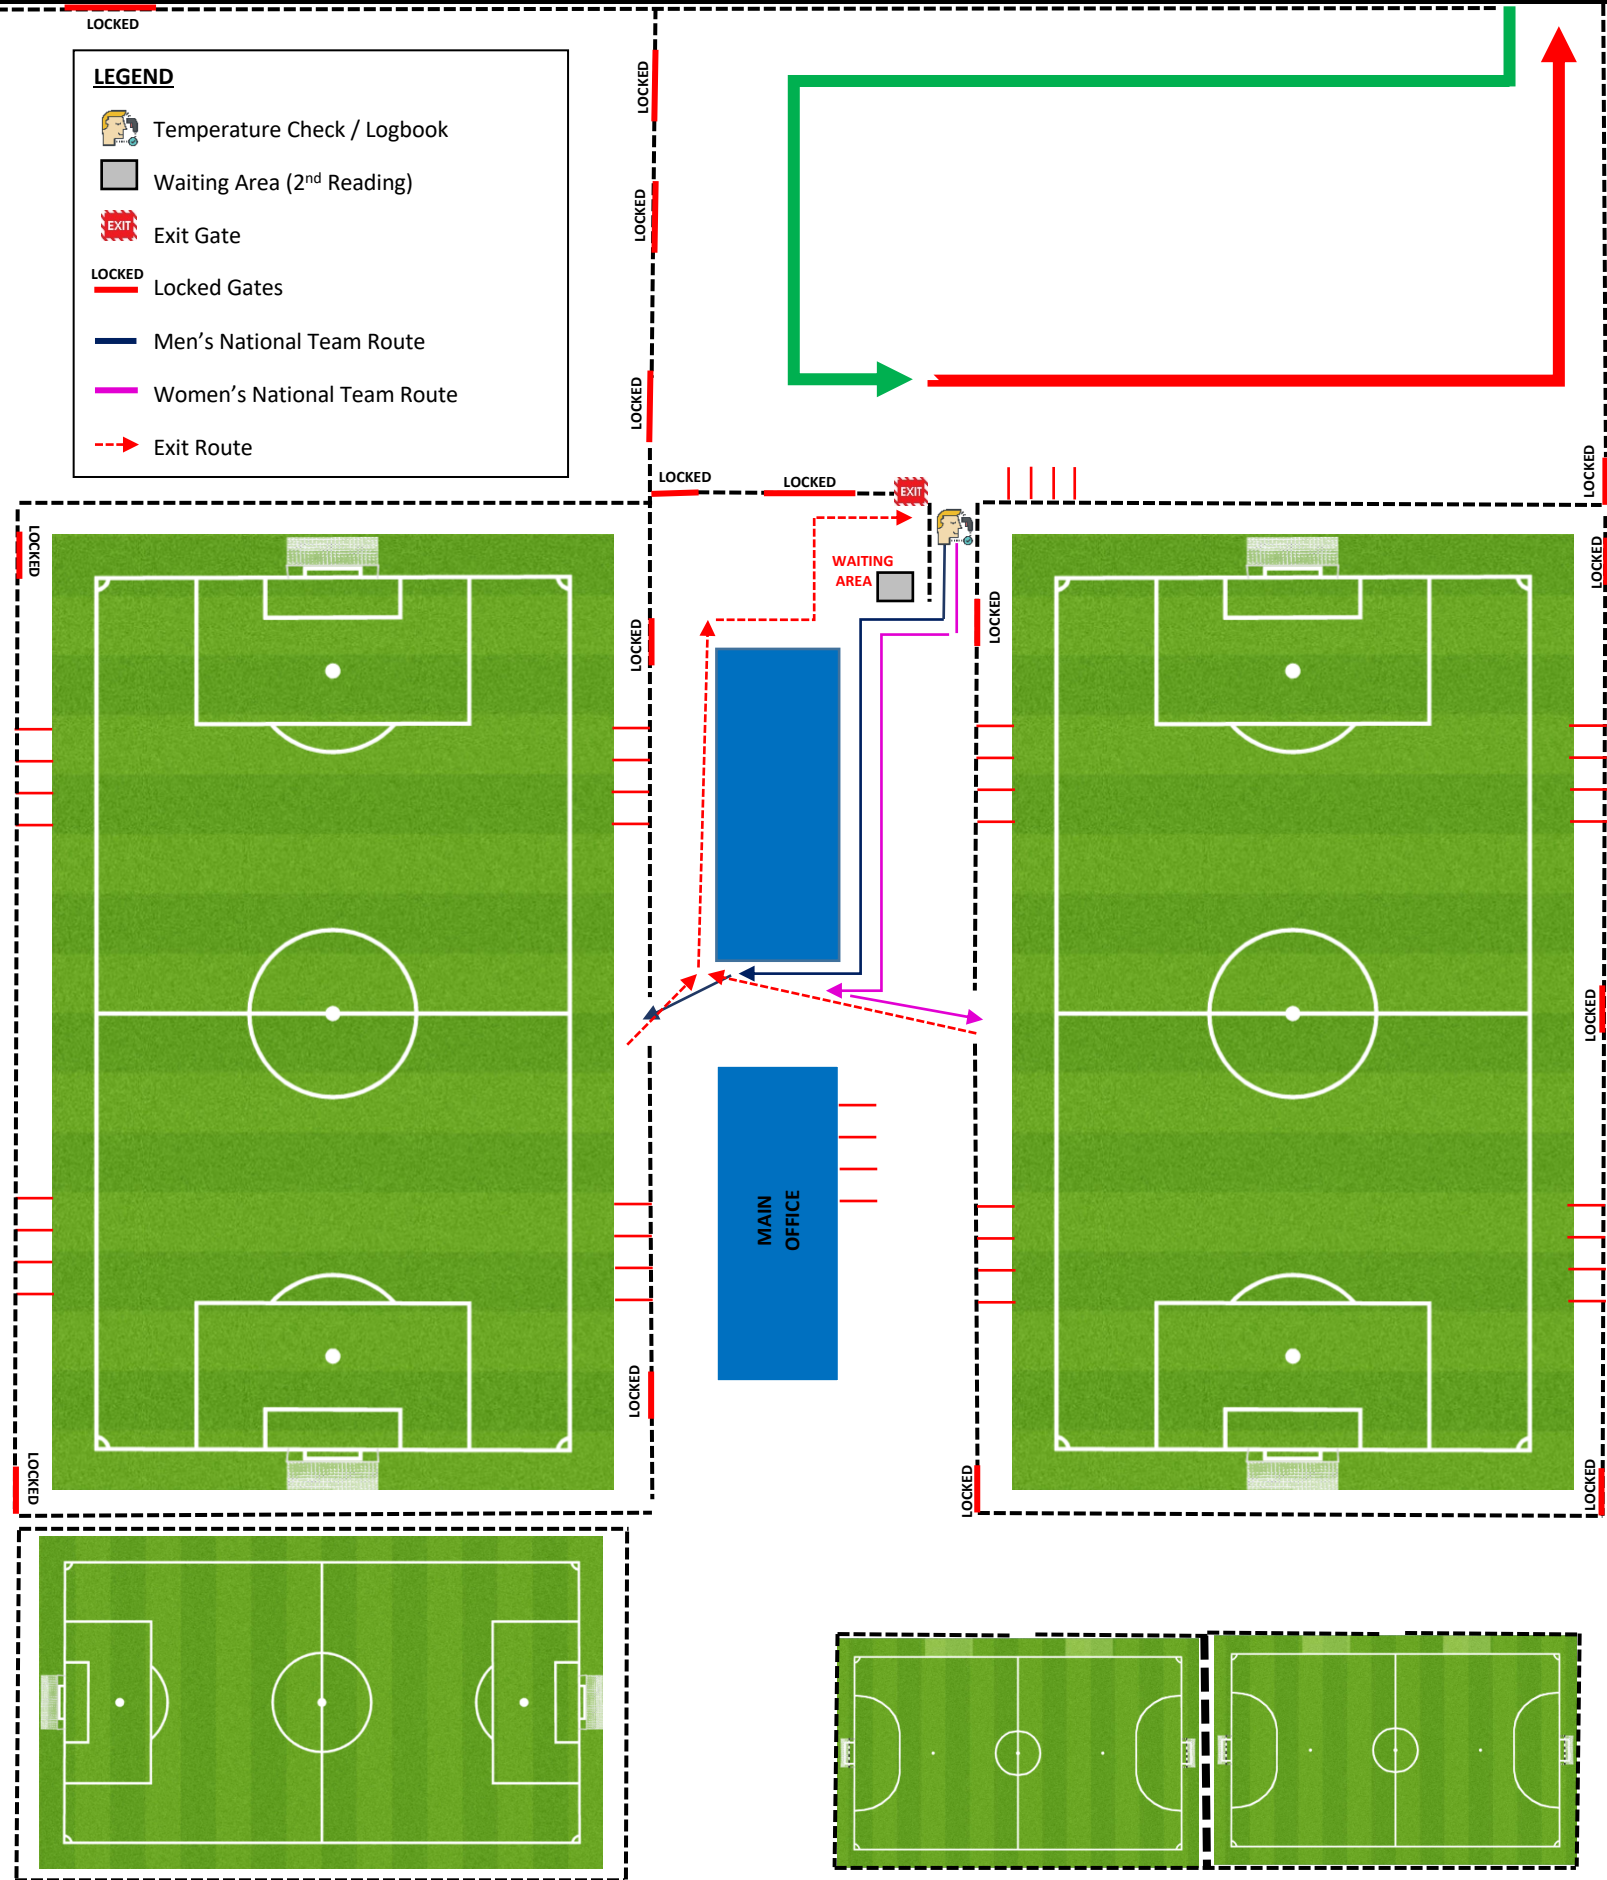 LOCKED
LEGEND
Temperature Check / Logbook
Waiting Area (2nd Reading)
EXIT
Exit Gate
LOCKED
Locked Gates
Men's National Team Route
Women's National Team Route
Exit Route
LOCKED
LOCKED
LOCKED
LOCKED
LOCKED
EXIT
LOCKED
LOCKED
LOCKED
WAITING
AREA
LOCKED
LOCKED
LOCKED
MAIN
OFFICE
LOCKED
LOCKED
LOCKED
LOCKED
LOCKED